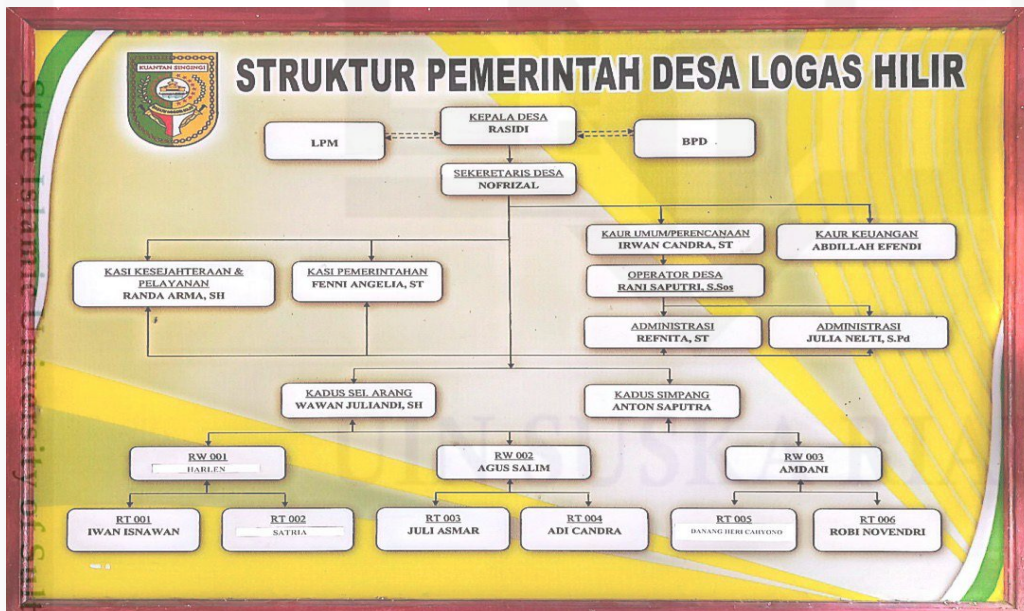 KUANTAN SINGINGI
STRUKTUR PEMERINTAH DESA LOGAS HILIR
KEPALA DESA
RASIDI
LPM
BPD
SEKERETARIS DESA
NOFRIZAL
KAUR UMUM/PERENCANAAN
IRWAN CANDRA, ST
KAUR KEUANGAN
ABDILLAH EFENDI
KASI KESEJAHTERAAN &
PELAYANAN
RANDA ARMA, SH
KASI PEMERINTAHAN
FENNI ANGELIA, ST
OPERATOR DESA
RANI SAPUTRI, S.Sos
ADMINISTRASI
REFNITA, ST
ADMINISTRASI
JULIA NELTI, S.Pd
KADUS SEI. ARANG
WAWAN JULIANDI, SH
KADUS SIMPANG
ANTON SAPUTRA
RW 001
HARLEN
RW 002
AGUS SALIM
RW 003
AMDANI
RT 001
IWAN ISNAWAN
RT 002
SATRIA
RT 003
JULI ASMAR
RT 004
ADI CANDRA
RT 005
DANANG HERI CAHYONO
RT 006
ROBI NOVENDRI
State Islamic University of Sult
UIN SUSKA RIA